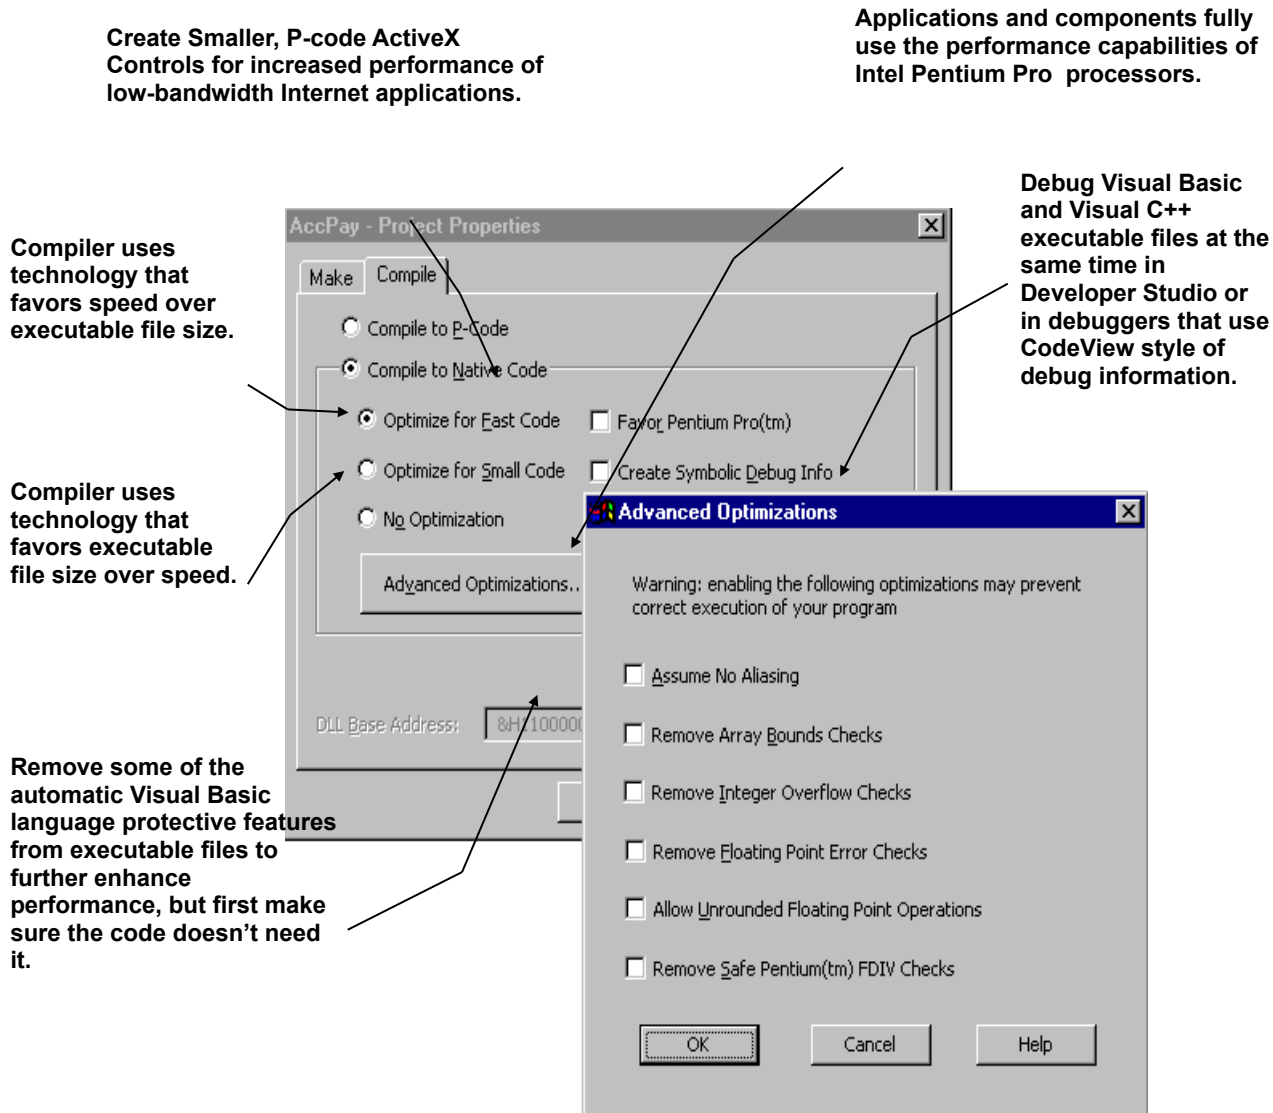 Create Smaller, P-code ActiveX
Controls for increased performance of
low-bandwidth Internet applications.
Applications and components fully
use the performance capabilities of
Intel Pentium Pro  processors.
Debug Visual Basic
and Visual C++
executable files at the
same time in
Developer Studio or
in debuggers that use
CodeView style of
debug information.
Compiler uses
technology that
favors speed over
executable file size.
Compiler uses
technology that
favors executable
file size over speed.
Remove some of the
automatic Visual Basic
language protective features
from executable files to
further enhance
performance, but first make
sure the code doesn’t need
it.
AccPay - Project Properties
Make
Compile
Compile to P-Code
Compile to Native Code
Optimize for Fast Code
Favor Pentium Pro(tm)
Optimize for Small Code
Create Symbolic Debug Info
No Optimization
Advanced Optimizations..
DLL Base Address:
&H1100000
Advanced Optimizations
Warning: enabling the following optimizations may prevent
correct execution of your program
Assume No Aliasing
Remove Array Bounds Checks
Remove Integer Overflow Checks
Remove Floating Point Error Checks
Allow Unrounded Floating Point Operations
Remove Safe Pentium(tm) FDIV Checks
OK
Cancel
Help